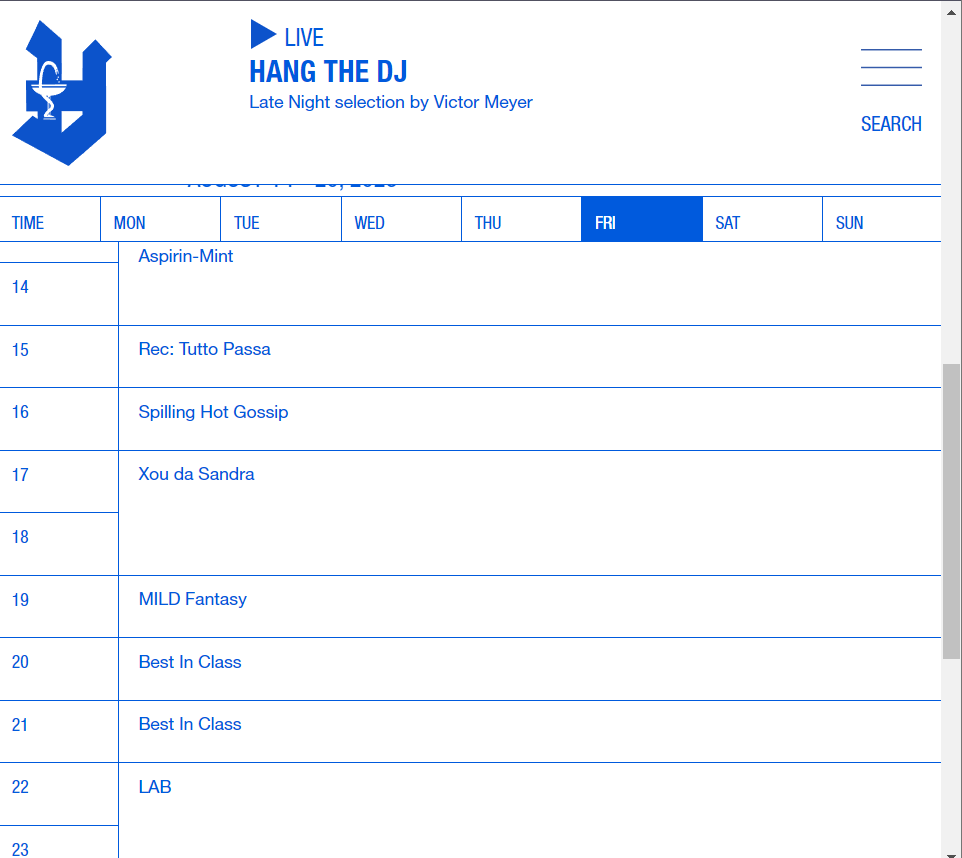 LIVE
HANG THE DJ
Late Night selection by Victor Meyer
SEARCH
TIME MON TUE WED THU FRI SAT SUN
Aspirin-Mint
14
15 Rec: Tutto Passa
16 Spilling Hot Gossip
17 Xou da Sandra
18
19 MILD Fantasy
20 Best In Class
21 Best In Class
22 LAB
23